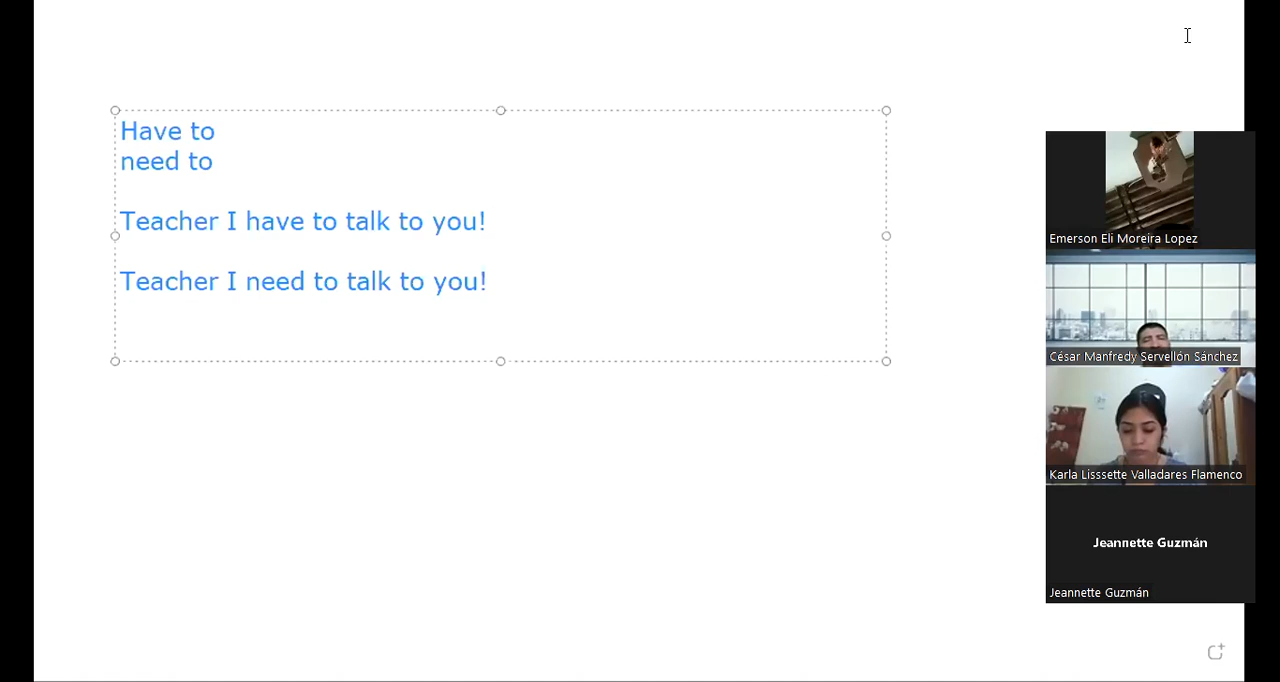 Have to
need to
Teacher I have to talk to you!
Teacher I need to talk to you!
Emerson Eli Moreira Lopez
César Manfredy Servellón Sánchez
Karla Lisssette Valladares Flamenco
Jeannette Guzmán
Jeannette Guzmán